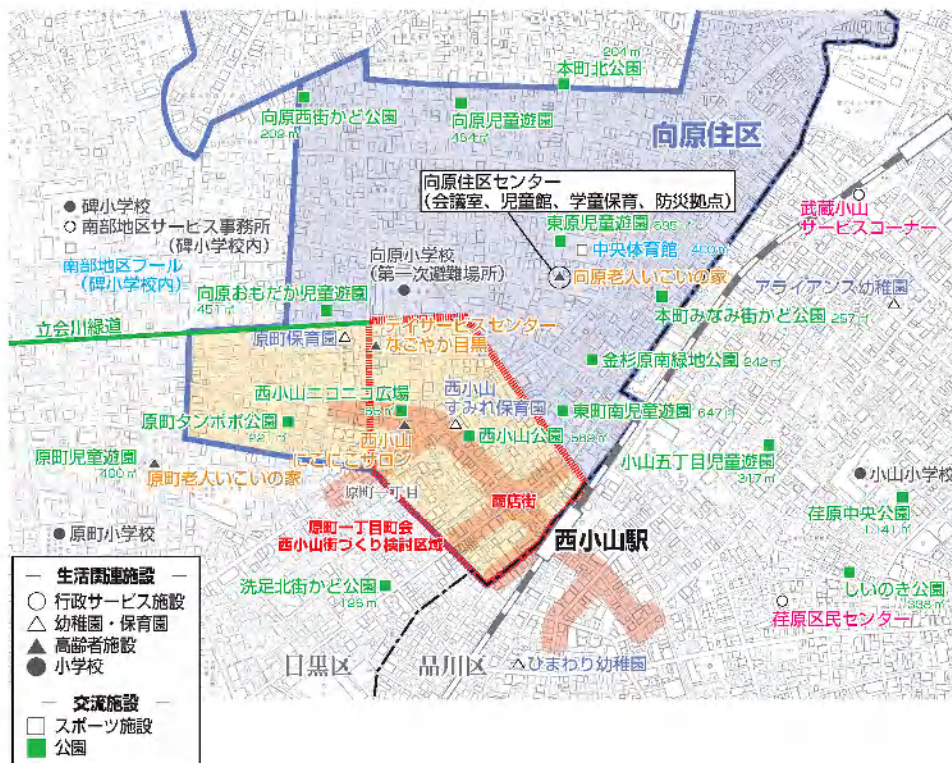 204㎡
本町北公園
向原西街かど公園
209㎡
向原児童遊園
454㎡
向原住区
向原住区センター
（会議室、児童館、学童保育、防災拠点）
● 碑小学校
○ 南部地区サービス事務所
（碑小学校内）
南部地区プール
（碑小学校内）
向原小学校
（第一次避難場所）
東原児童遊園
中央体育館
向原老人いこいの家
武蔵小山
サービスコーナー
アライアンス幼稚園
本町みなみ街かど公園 257㎡
向原おもだか児童遊園
451㎡
立会川緑道
原町保育園
デイサービスセンター
なごやか目黒
金杉原南緑地公園 242㎡
西小山ニコニコ広場
西小山
すみれ保育園
東町南児童遊園 647㎡
原町タンポポ公園
西小山
にこにこサロン
西小山公園
小山五丁目児童遊園
317㎡
原町児童遊園
原町老人いこいの家
原町一丁目
商店街
小山小学校
荏原中央公園
原町小学校
原町一丁目町会
西小山街づくり検討区域
西小山駅
洗足北街かど公園
126㎡
しいのき公園
338㎡
荏原区民センター
目黒区
品川区
ひまわり幼稚園
― 生活関連施設 ―
○ 行政サービス施設
△ 幼稚園・保育園
▲ 高齢者施設
● 小学校
― 交流施設 ―
□ スポーツ施設
■ 公園